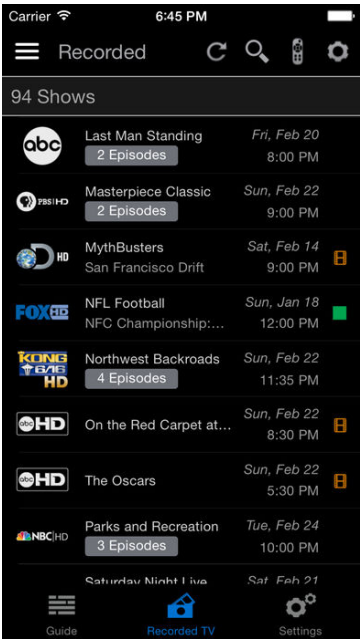 Carrier 6:45 PM
Recorded
94 Shows
abc Last Man Standing Fri, Feb 20
2 Episodes 8:00 PM
PBS HD Masterpiece Classic Sun, Feb 22
2 Episodes 9:00 PM
D HD MythBusters Sat, Feb 14
San Francisco Drift 9:00 PM
FOX HD NFL Football Sun, Jan 18
NFC Championship:... 12:00 PM
KONG 6/16 HD Northwest Backroads Sun, Feb 22
4 Episodes 11:35 PM
abc HD On the Red Carpet at... Sun, Feb 22
8:30 PM
abc HD The Oscars Sun, Feb 22
5:30 PM
NBC HD Parks and Recreation Tue, Feb 24
3 Episodes 10:00 PM
Saturday Night Live Sat, Feb 21
Guide Recorded TV Settings